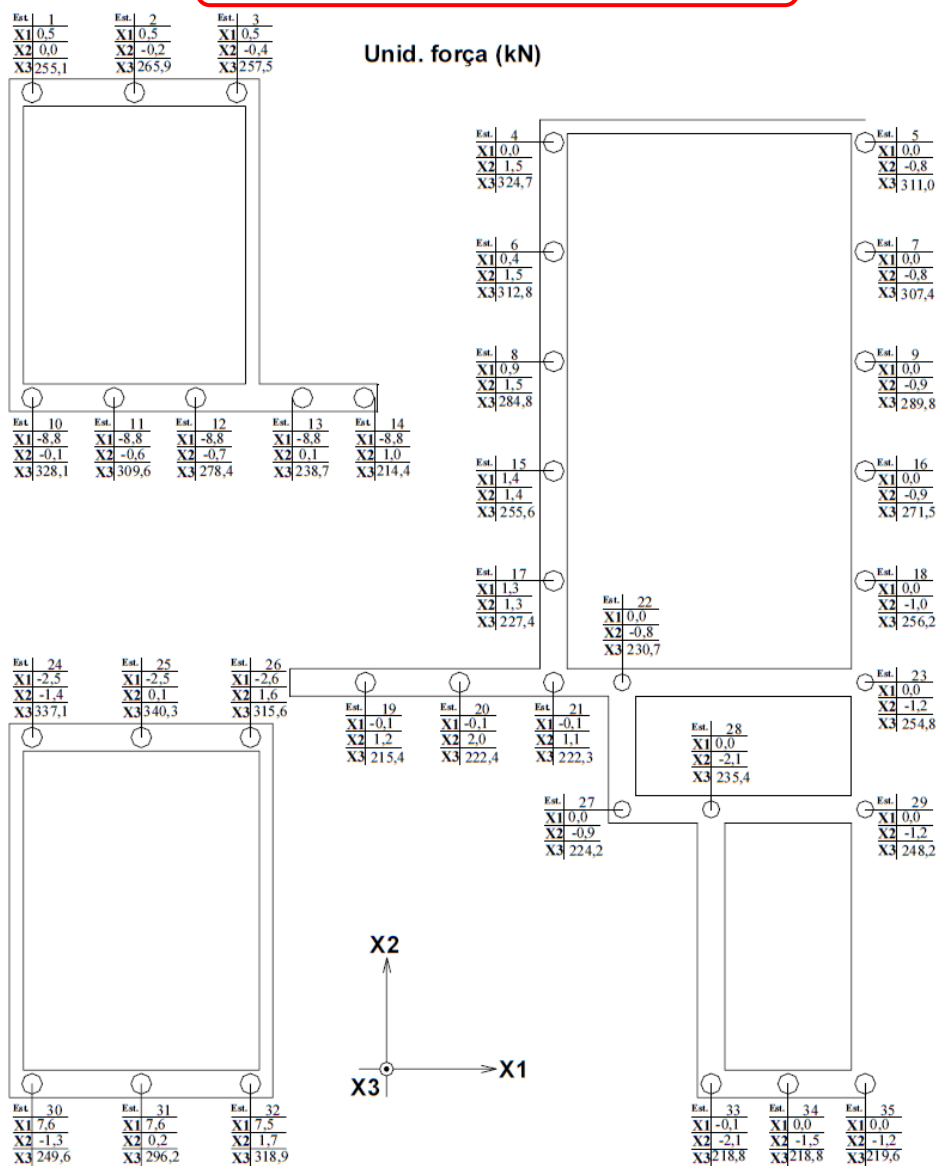 Est. 1
X1 0,5
X2 0,0
X3 255,1
Est. 2
X1 0,5
X2 -0,2
X3 265,9
Est. 3
X1 0,5
X2 -0,4
X3 257,5
Unid. força (kN)
Est. 4
X1 0,0
X2 1,5
X3 324,7
Est. 5
X1 0,0
X2 -0,8
X3 311,0
Est. 6
X1 0,4
X2 1,5
X3 312,8
Est. 7
X1 0,0
X2 -0,8
X3 307,4
Est. 8
X1 0,9
X2 1,5
X3 284,8
Est. 9
X1 0,0
X2 -0,9
X3 289,8
Est. 10
X1 -8,8
X2 -0,1
X3 328,1
Est. 11
X1 -8,8
X2 -0,6
X3 309,6
Est. 12
X1 -8,8
X2 -0,7
X3 278,4
Est. 13
X1 -8,8
X2 0,1
X3 238,7
Est. 14
X1 -8,8
X2 1,0
X3 214,4
Est. 15
X1 1,4
X2 1,4
X3 255,6
Est. 16
X1 0,0
X2 -0,9
X3 271,5
Est. 17
X1 1,3
X2 1,3
X3 227,4
Est. 18
X1 0,0
X2 -1,0
X3 256,2
Est. 22
X1 0,0
X2 -0,8
X3 230,7
Est. 24
X1 -2,5
X2 -1,4
X3 337,1
Est. 25
X1 -2,5
X2 0,1
X3 340,3
Est. 26
X1 -2,6
X2 1,6
X3 315,6
Est. 19
X1 -0,1
X2 1,2
X3 215,4
Est. 20
X1 -0,1
X2 2,0
X3 222,4
Est. 21
X1 -0,1
X2 1,1
X3 222,3
Est. 23
X1 0,0
X2 -1,2
X3 254,8
Est. 28
X1 0,0
X2 -2,1
X3 235,4
Est. 27
X1 0,0
X2 -0,9
X3 224,2
Est. 29
X1 0,0
X2 -1,2
X3 248,2
X2
X1
X3
Est. 30
X1 7,6
X2 -1,3
X3 249,6
Est. 31
X1 7,6
X2 0,2
X3 296,2
Est. 32
X1 7,5
X2 1,7
X3 318,9
Est. 33
X1 -0,1
X2 -2,1
X3 218,8
Est. 34
X1 0,0
X2 -1,5
X3 218,8
Est. 35
X1 0,0
X2 -1,2
X3 219,6